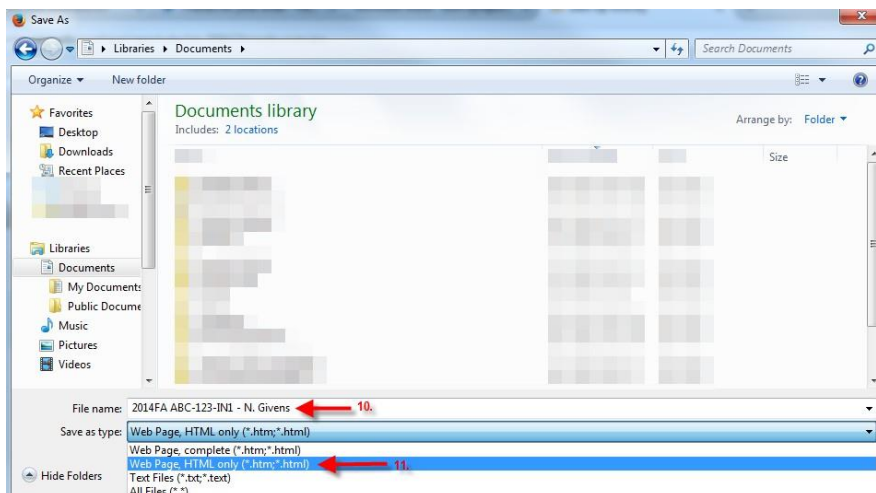 Save As
Libraries Documents
Search Documents
Organize New folder
Favorites
Desktop
Downloads
Recent Places
Libraries
Documents
My Documents
Public Docume
Music
Pictures
Videos
Documents library
Includes: 2 locations
Arrange by: Folder
Size
File name: 2014FA ABC-123-IN1 - N. Givens 10.
Save as type: Web Page, HTML only (*.htm;*.html)
Web Page, complete (*.htm;*.html)
Web Page, HTML only (*.htm;*.html) 11.
Hide Folders
Text Files (*.txt;*.text)
All Files (*.*)